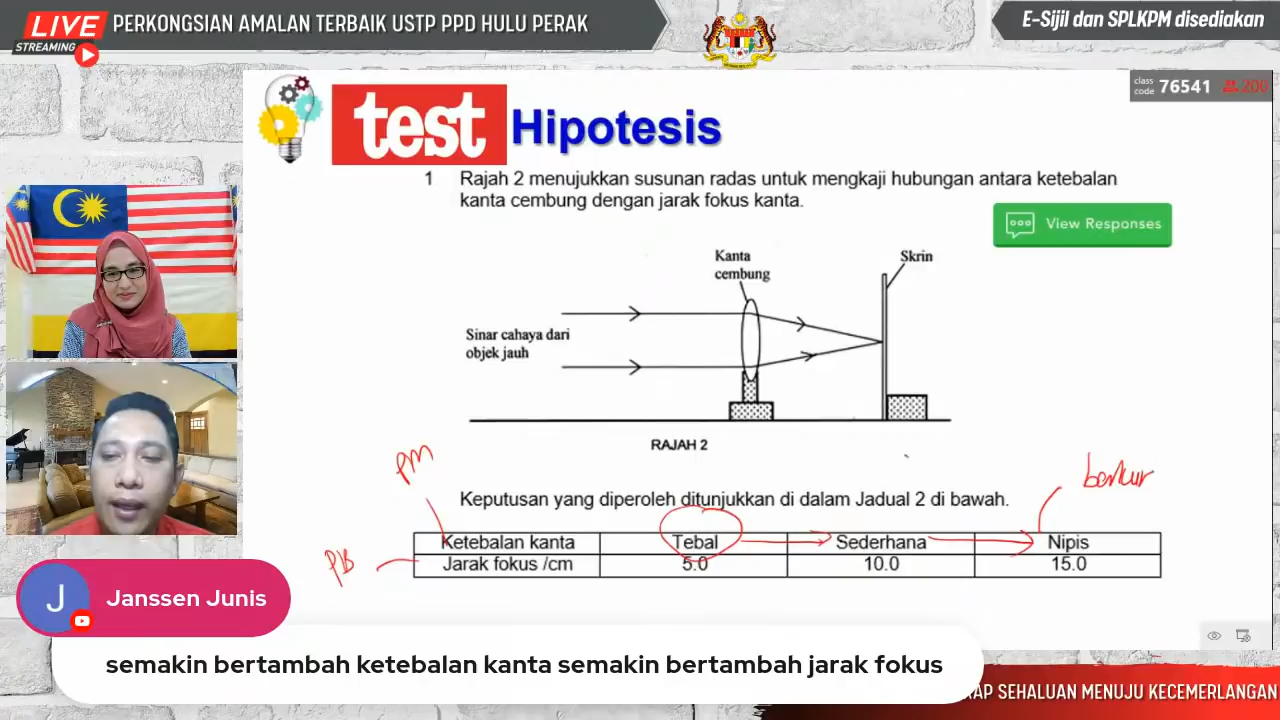 LIVE
STREAMING
PERKONGSIAN AMALAN TERBAIK USTP PPD HULU PERAK
E-Sijil dan SPLKPM disediakan
class code 76541 200
test Hipotesis
1 Rajah 2 menujukkan susunan radas untuk mengkaji hubungan antara ketebalan
kanta cembung dengan jarak fokus kanta.
View Responses
Kanta
cembung
Skrin
Sinar cahaya dari
objek jauh
RAJAH 2
PM
berkur
Keputusan yang diperoleh ditunjukkan di dalam Jadual 2 di bawah.
Ketebalan kanta Tebal Sederhana Nipis
PB
Jarak fokus /cm 5.0 10.0 15.0
J
Janssen Junis
semakin bertambah ketebalan kanta semakin bertambah jarak fokus
AP SEHALUAN MENUJU KECEMERLANGAN